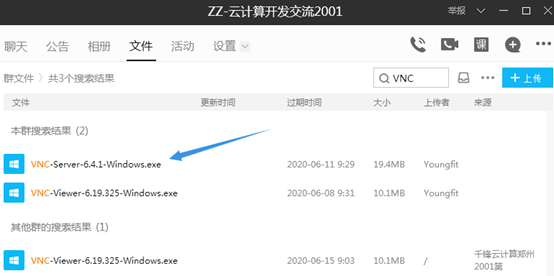 ZZ-云计算开发交流2001
举报
聊天 公告 相册 文件 活动 设置
课
群文件 共3个搜索结果
VNC
上传
文件 更新时间 过期时间 大小 上传者 来源
本群搜索结果 (2)
VNC-Server-6.4.1-Windows.exe 2020-06-11 9:29 19.4MB Youngfit
VNC-Viewer-6.19.325-Windows.exe 2020-06-08 9:31 10.1MB Youngfit
其他群的搜索结果 (1)
VNC-Viewer-6.19.325-Windows.exe 2020-06-15 9:03 10.1MB / 千锋云计算郑州
2001第